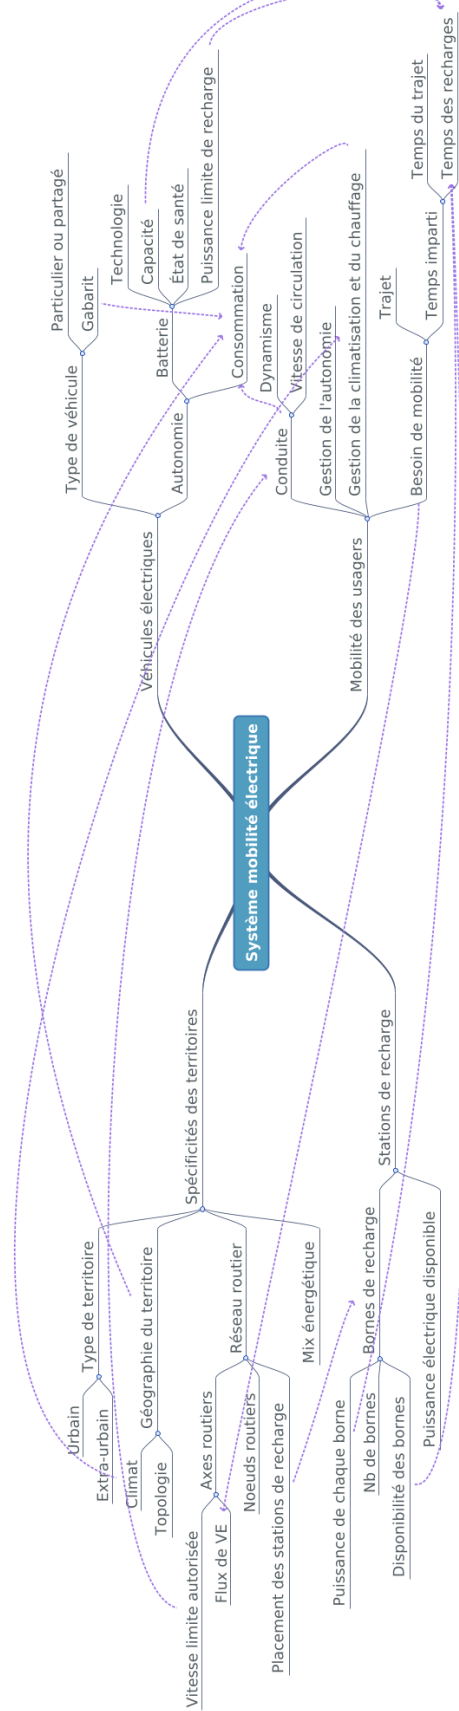 Système mobilité électrique
Véhicules électriques
Type de véhicule
Particulier ou partagé
Gabarit
Autonomie
Batterie
Technologie
Capacité
État de santé
Puissance limite de recharge
Consommation
Mobilité des usagers
Conduite
Dynamisme
Vitesse de circulation
Gestion de l'autonomie
Gestion de la climatisation et du chauffage
Besoin de mobilité
Trajet
Temps imparti
Temps du trajet
Temps des recharges
Spécificités des territoires
Type de territoire
Urbain
Extra-urbain
Géographie du territoire
Climat
Topologie
Réseau routier
Axes routiers
Vitesse limite autorisée
Flux de VE
Noeuds routiers
Placement des stations de recharge
Mix énergétique
Stations de recharge
Bornes de recharge
Puissance de chaque borne
Nb de bornes
Disponibilité des bornes
Puissance électrique disponible